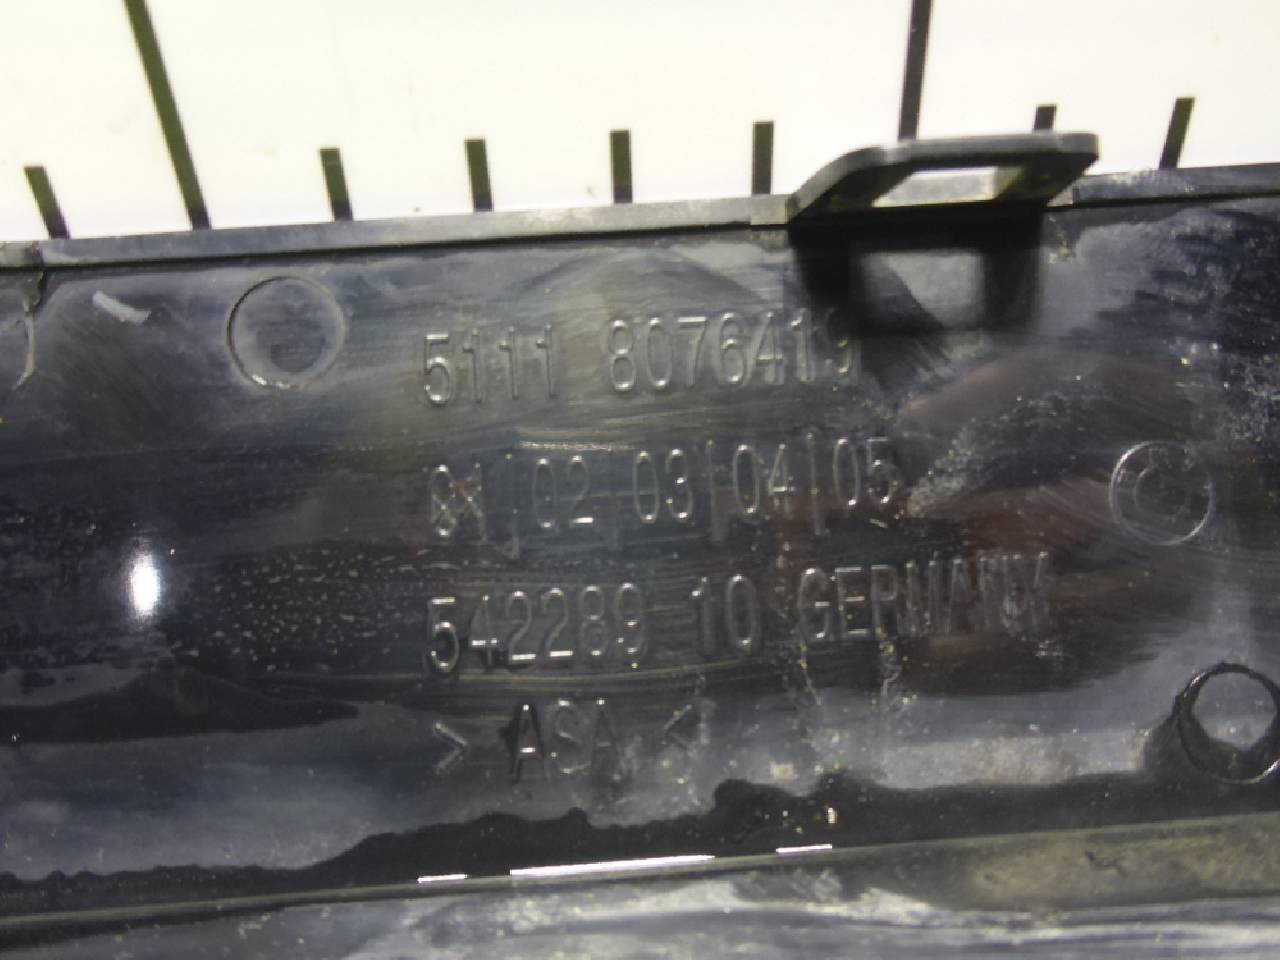 5111 8076419
01|02 03|04|05
542289 10 GERMANY
> ASA <